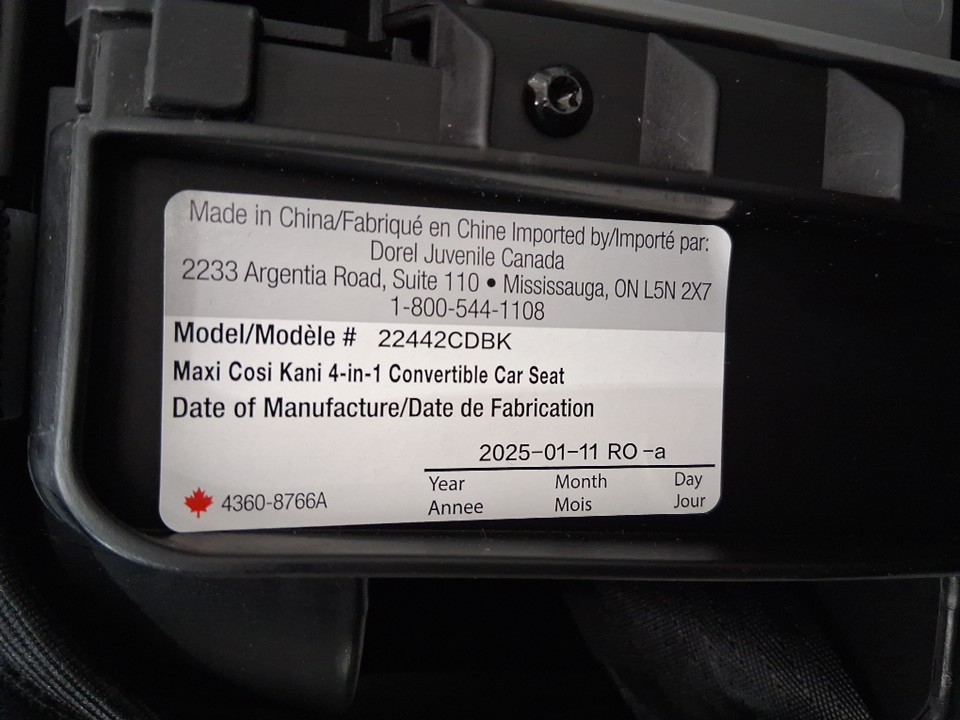 Made in China/Fabriqué en Chine Imported by/Importé par:
Dorel Juvenile Canada
2233 Argentia Road, Suite 110 • Mississauga, ON L5N 2X7
1-800-544-1108
Model/Modèle # 22442CDBK
Maxi Cosi Kani 4-in-1 Convertible Car Seat
Date of Manufacture/Date de Fabrication
2025-01-11 RO-a
Year Month Day
Annee Mois Jour
4360-8766A